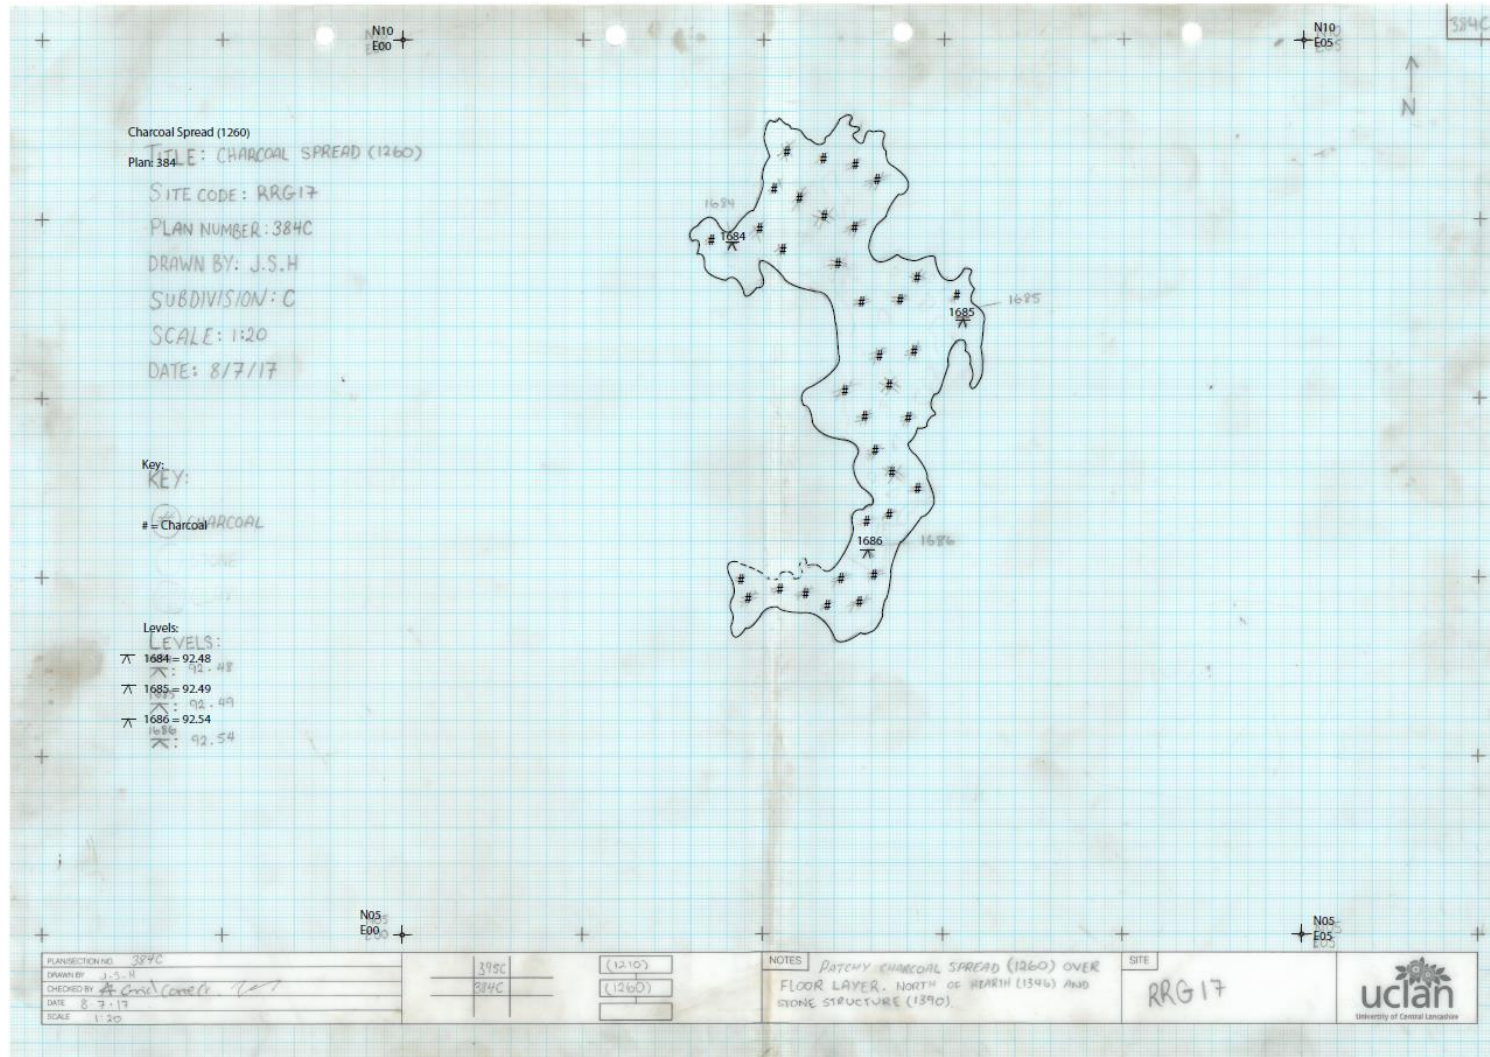 N10
E00
N10
E05
384C
N
Charcoal Spread (1260)
TITLE: CHARCOAL SPREAD (1260)
Plan: 384
SITE CODE: RRG17
PLAN NUMBER: 384C
DRAWN BY: J.S.H
SUBDIVISION: C
SCALE: 1:20
DATE: 8/7/17
1684
1684
1685
1685
1686
1686
Key:
KEY:
# = Charcoal
# CHARCOAL
Levels:
LEVELS:
1684 = 92.48
: 92.48
1685 = 92.49
1685
: 92.49
1686 = 92.54
1686
: 92.54
N05
E00
N05
E05
PLAN/SECTION NO. 384C
DRAWN BY J.S.H
CHECKED BY
DATE 8.7.17
SCALE 1:20
395C
384C
(1210)
(1260)
NOTES PATCHY CHARCOAL SPREAD (1260) OVER
FLOOR LAYER. NORTH OF HEARTH (1346) AND
STONE STRUCTURE (1390)
SITE
RRG17
uclan
University of Central Lancashire